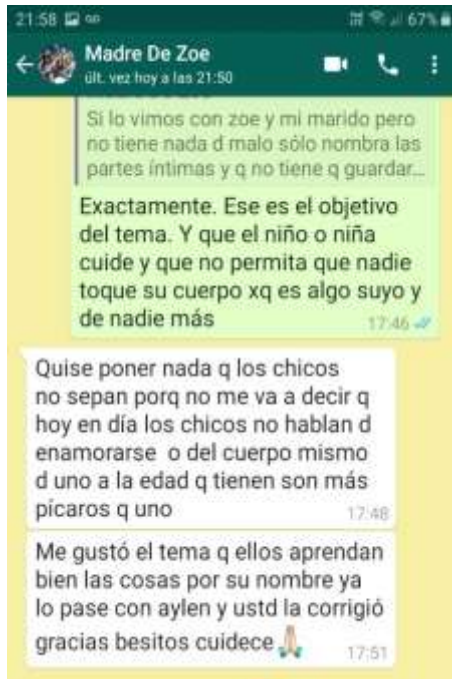 21:58
67%
Madre De Zoe
últ. vez hoy a las 21:50
Si lo vimos con zoe y mi marido pero
no tiene nada d malo sólo nombra las
partes íntimas y q no tiene q guardar...
Exactamente. Ese es el objetivo
del tema. Y que el niño o niña
cuide y que no permita que nadie
toque su cuerpo xq es algo suyo y
de nadie más
17:46
Quise poner nada q los chicos
no sepan porq no me va a decir q
hoy en día los chicos no hablan d
enamorarse o del cuerpo mismo
d uno a la edad q tienen son más
pícaros q uno
17:48
Me gustó el tema q ellos aprendan
bien las cosas por su nombre ya
lo pase con aylen y ustd la corrigió
gracias besitos cuidece🙏🏻
17:51